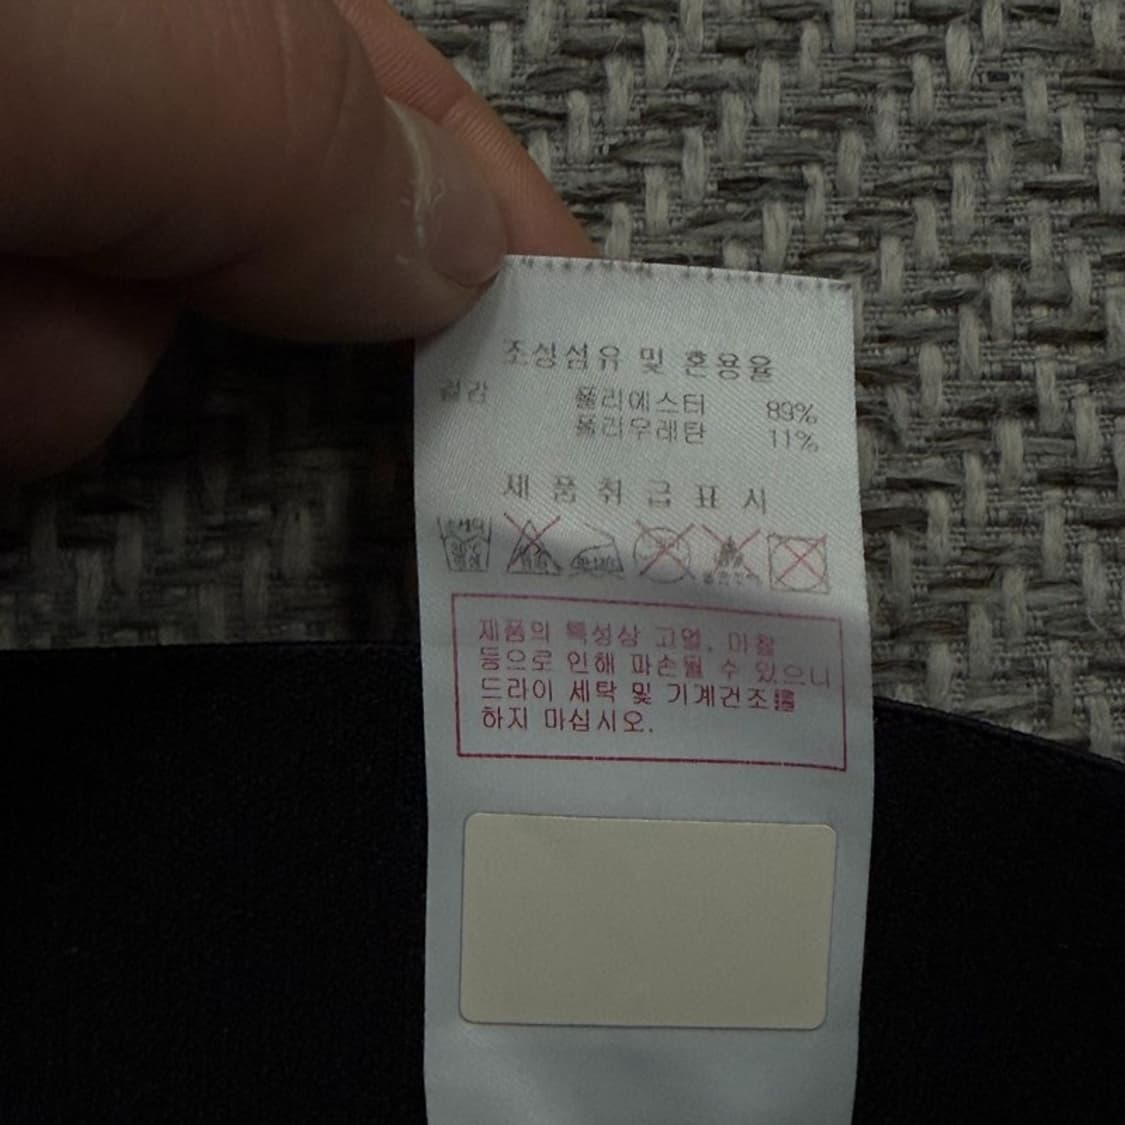 조성섬유 및 혼용율
겉감 폴리에스터 89%
폴리우레탄 11%
제 품 취 급 표 시
제품의 특성상 고열, 마찰
등으로 인해 파손될 수 있으니
드라이 세탁 및 기계건조를
하지 마십시오.